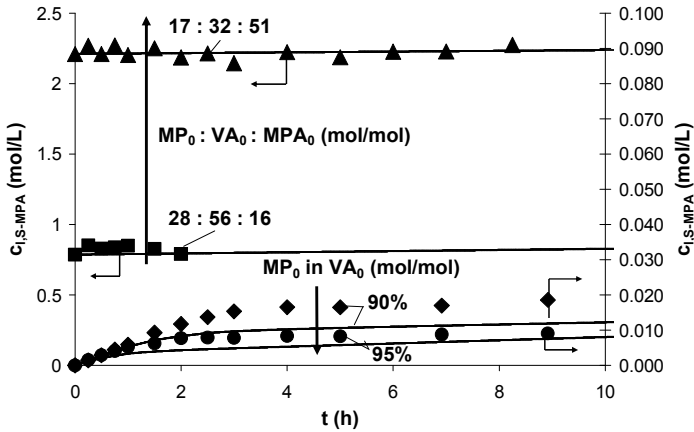 2.5
2
1.5
1
0.5
0
c_I,S-MPA (mol/L)
17 : 32 : 51
MP₀ : VA₀ : MPA₀ (mol/mol)
28 : 56 : 16
MP₀ in VA₀ (mol/mol)
90%
95%
0.100
0.090
0.080
0.070
0.060
0.050
0.040
0.030
0.020
0.010
0.000
c_I,S-MPA (mol/L)
0 2 4 6 8 10
t (h)